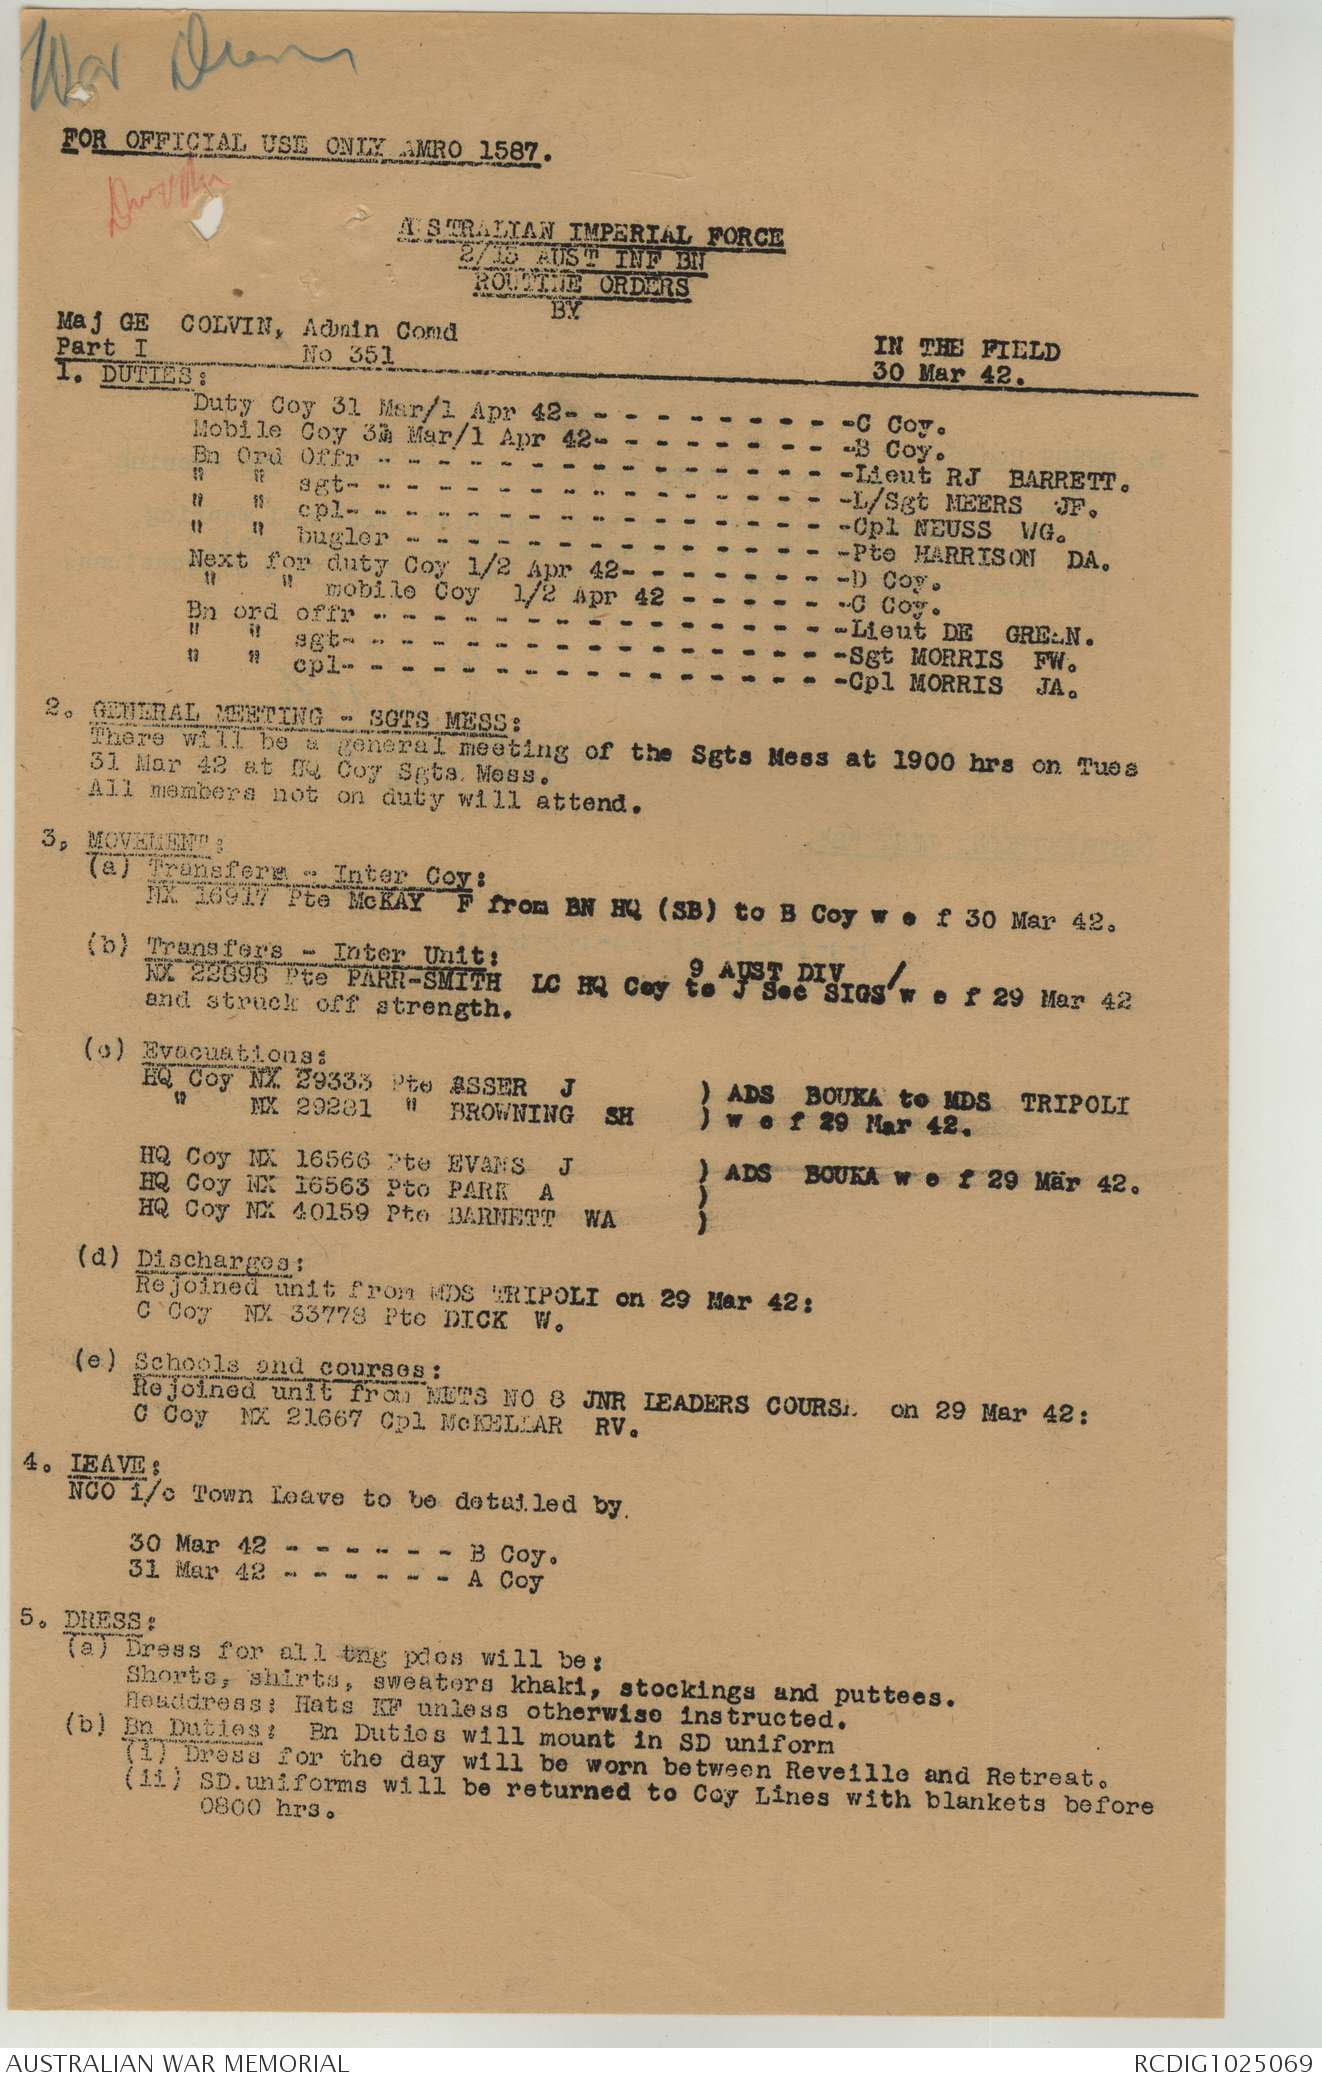 War Diary
FOR OFFICIAL USE ONLY AMRO 1587.
AUSTRALIAN IMPERIAL FORCE
2/13 AUST INF BN
ROUTINE ORDERS
BY
Maj GE COLVIN, Admin Comd
Part I No 351 IN THE FIELD
30 Mar 42.
1. DUTIES:
Duty Coy 31 Mar/1 Apr 42- - - - - - - - - -C Coy.
Mobile Coy 31 Mar/1 Apr 42- - - - - - - - -B Coy.
Bn Ord Offr - - - - - - - - - - - - - - - -Lieut RJ BARRETT.
" " sgt- - - - - - - - - - - - - - - - -L/Sgt MEERS JF.
" " cpl- - - - - - - - - - - - - - - - -Cpl NEUSS WG.
" " bugler - - - - - - - - - - - - - - -Pte HARRISON DA.
Next for duty Coy 1/2 Apr 42- - - - - - - -D Coy.
" " mobile Coy 1/2 Apr 42 - - - - - -C Coy.
Bn ord offr - - - - - - - - - - - - - - - -Lieut DE GREEN.
" " sgt- - - - - - - - - - - - - - - - -Sgt MORRIS FW.
" " cpl- - - - - - - - - - - - - - - - -Cpl MORRIS JA.
2. GENERAL MEETING - SGTS MESS:
There will be a general meeting of the Sgts Mess at 1900 hrs on Tues
31 Mar 42 at HQ Coy Sgts Mess.
All members not on duty will attend.
3. MOVEMENT:
(a) Transfers - Inter Coy:
NX 16917 Pte McKAY F from BN HQ (SB) to B Coy w e f 30 Mar 42.
(b) Transfers - Inter Unit:
9 AUST DIV /
NX 22898 Pte PARR-SMITH LC HQ Coy to J Sec SIGS/w e f 29 Mar 42
and struck off strength.
(c) Evacuations:
HQ Coy NX 29333 Pte ASSER J ) ADS BOUKA to MDS TRIPOLI
" NX 29281 " BROWNING SH ) w e f 29 Mar 42.
HQ Coy NX 16566 Pte EVANS J ) ADS BOUKA w e f 29 Mar 42.
HQ Coy NX 16563 Pte PARK A )
HQ Coy NX 40159 Pte BARNETT WA )
(d) Discharges:
Rejoined unit from MDS TRIPOLI on 29 Mar 42:
C Coy NX 33778 Pte DICK W.
(e) Schools and courses:
Rejoined unit from METS NO 8 JNR LEADERS COURSE on 29 Mar 42:
C Coy NX 21667 Cpl McKELLAR RV.
4. LEAVE:
NCO i/c Town Leave to be detailed by
30 Mar 42 - - - - - - B Coy.
31 Mar 42 - - - - - - A Coy
5. DRESS:
(a) Dress for all tng pdes will be:
Shorts, shirts, sweaters khaki, stockings and puttees.
Headdress: Hats KF unless otherwise instructed.
(b) Bn Duties: Bn Duties will mount in SD uniform
(i) Dress for the day will be worn between Reveille and Retreat.
(ii) SD.uniforms will be returned to Coy Lines with blankets before
0800 hrs.
AUSTRALIAN WAR MEMORIAL
RCDIG1025069